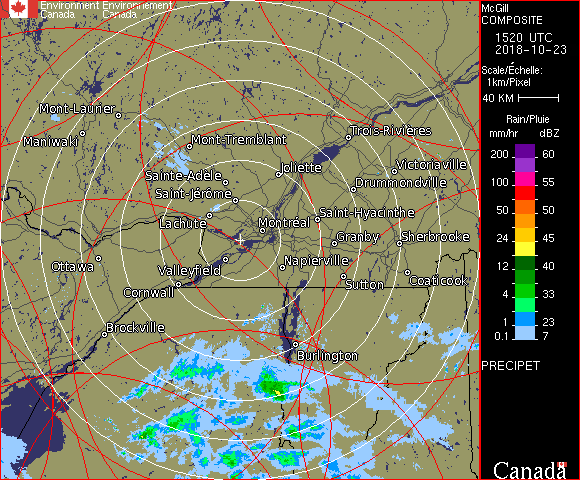 Environment Environnement
Canada Canada
McGill
COMPOSITE
1520 UTC
2018-10-23
Scale/Échelle:
1km/Pixel
40 KM
Rain/Pluie
mm/hr dBZ
200 60
100 55
50 50
24 45
12 40
4 33
1 23
0.1 7
PRECIPET
Canada
Mont-Laurier
Maniwaki
Mont-Tremblant
Trois-Rivières
Sainte-Adèle
Joliette
Victoriaville
Saint-Jérôme
Drummondville
Lachute
Montréal
Saint-Hyacinthe
Granby
Sherbrooke
Ottawa
Valleyfield
Napierville
Cornwall
Sutton
Coaticook
Brockville
Burlington